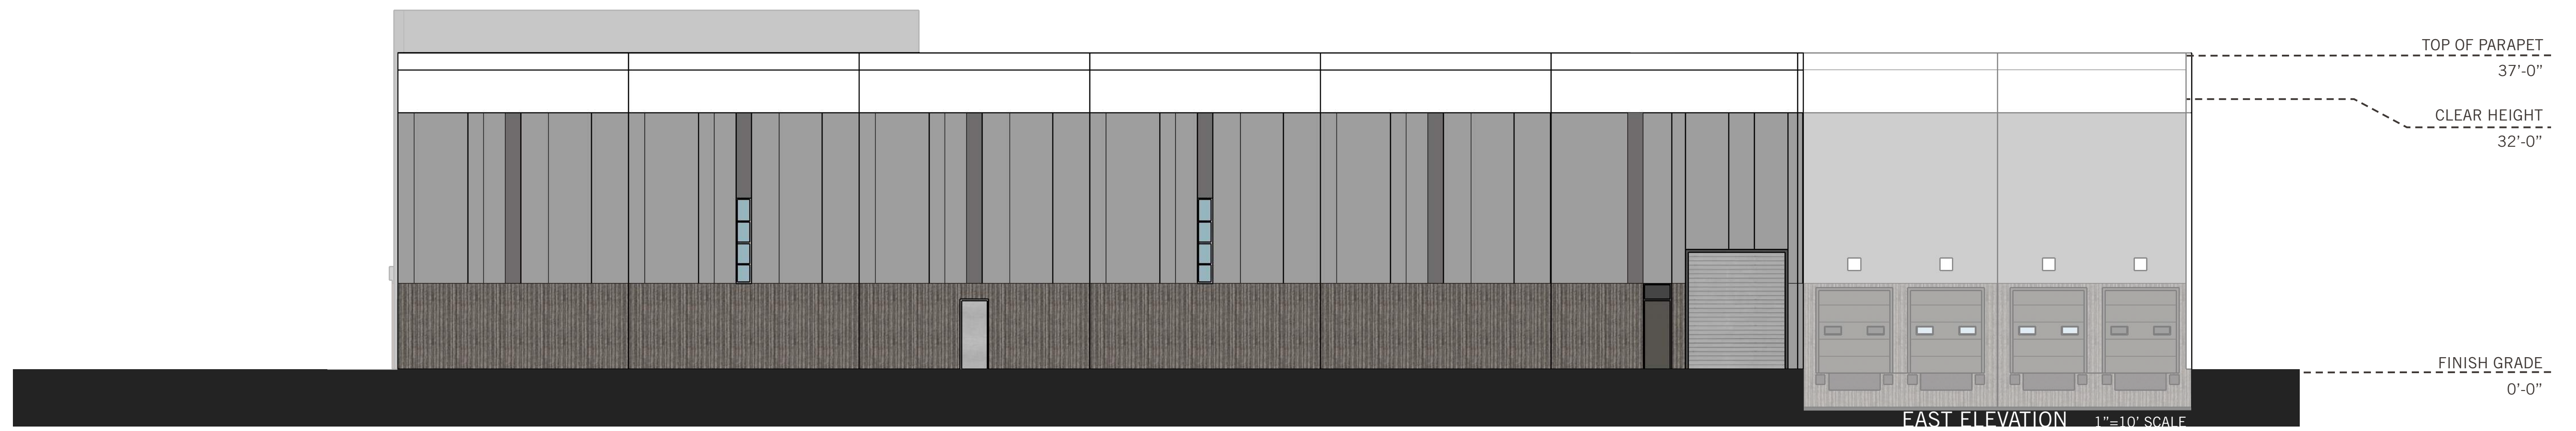 TOP OF PARAPET
37’-0”
CLEAR HEIGHT
32’-0”
FINISH GRADE
0’-0”
EAST ELEVATION 1”=10’ SCALE